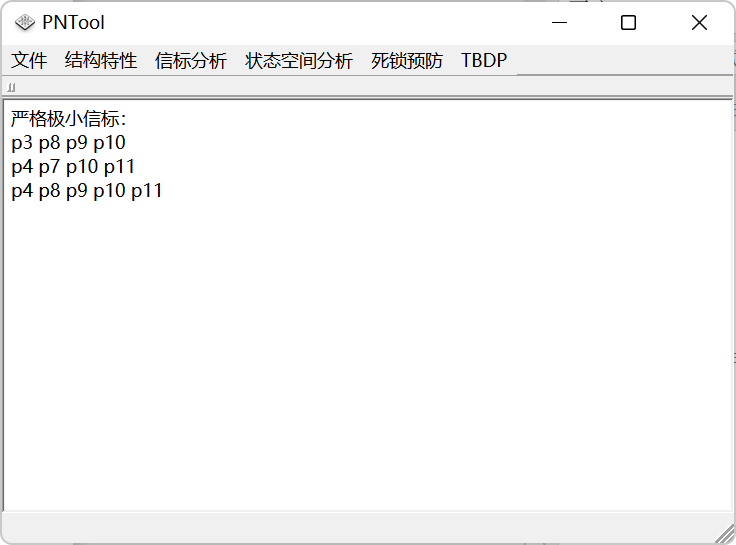 PNTool
文件 结构特性 信标分析 状态空间分析 死锁预防 TBDP
严格极小信标：
p3 p8 p9 p10
p4 p7 p10 p11
p4 p8 p9 p10 p11